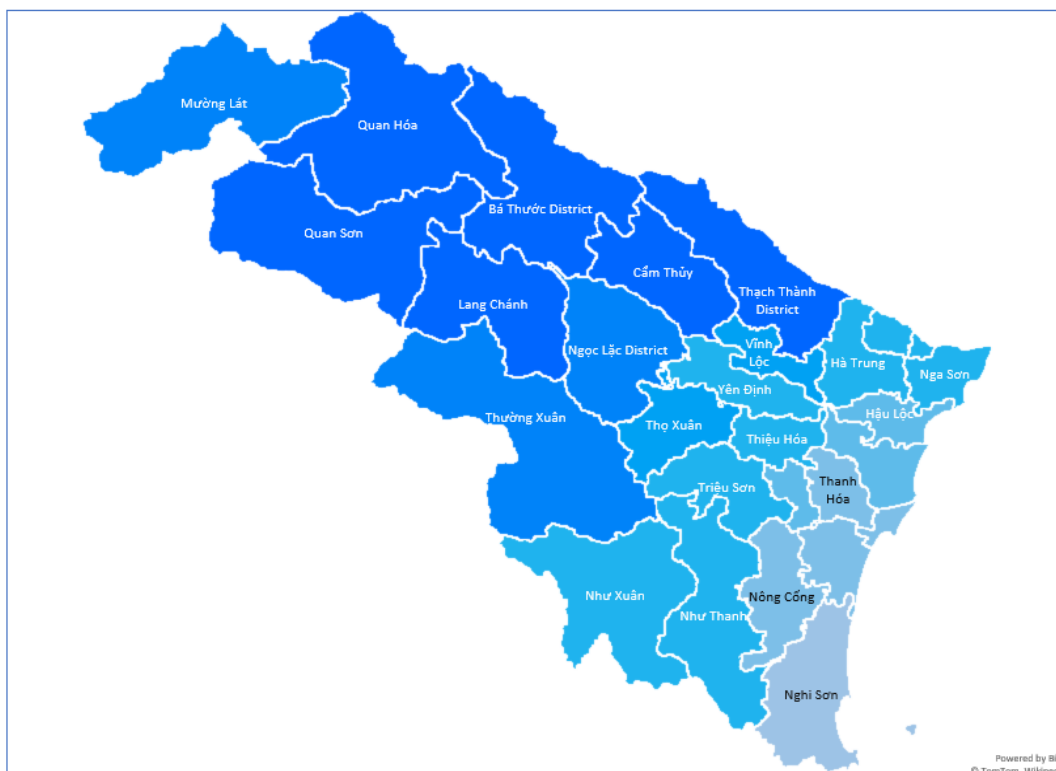 Mường Lát
Quan Hóa
Bá Thước District
Quan Sơn
Cẩm Thủy
Thạch Thành
District
Lang Chánh
Ngọc Lặc District
Vĩnh
Lộc
Hà Trung
Nga Sơn
Yên Định
Thường Xuân
Thọ Xuân
Thiệu Hóa
Hậu Lộc
Triệu Sơn
Thanh
Hóa
Như Xuân
Như Thanh
Nông Cống
Nghi Sơn
Powered by Bi
© TomTom, Wikiped